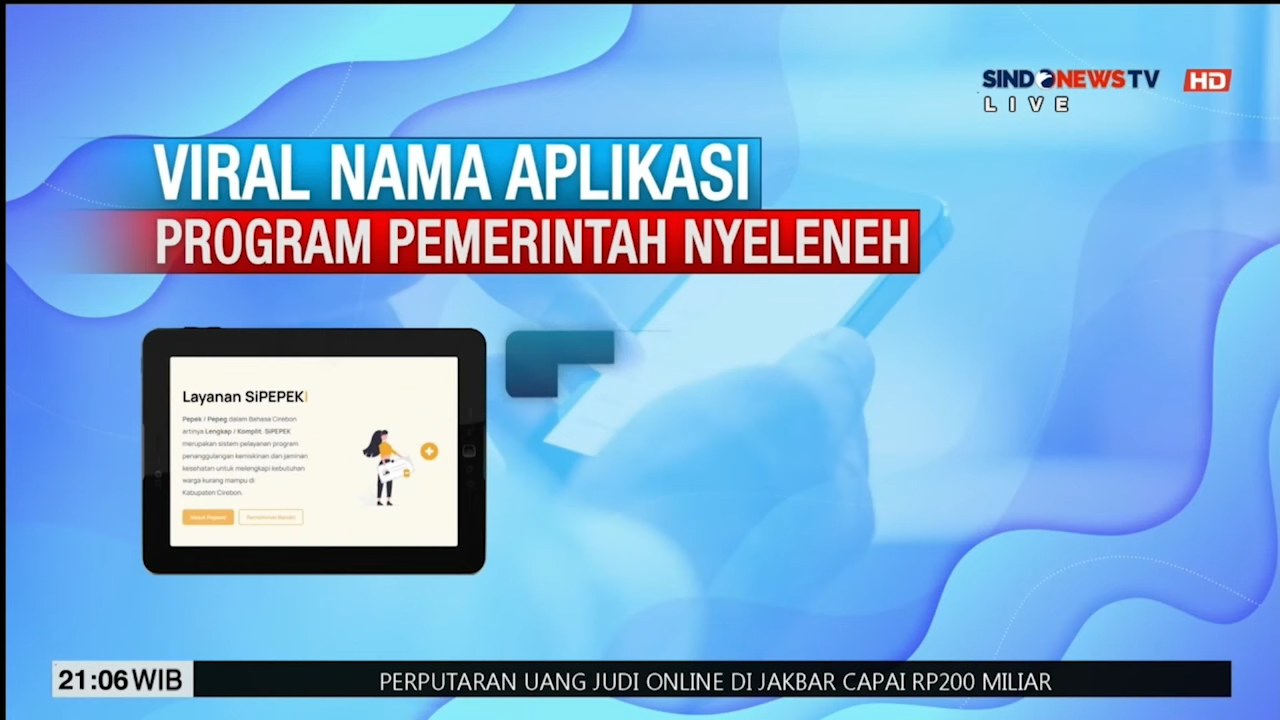 SINDONEWS TV HD
LIVE
VIRAL NAMA APLIKASI
PROGRAM PEMERINTAH NYELENEH
Layanan SiPEPEK
Pepek / Pepeg dalam Bahasa Cirebon
artinya Lengkap / Komplit. SiPEPEK
merupakan sistem pelayanan program
penanggulangan kemiskinan dan jaminan
kesehatan untuk melengkapi kebutuhan
warga kurang mampu di
Kabupaten Cirebon.
21:06 WIB
PERPUTARAN UANG JUDI ONLINE DI JAKBAR CAPAI RP200 MILIAR